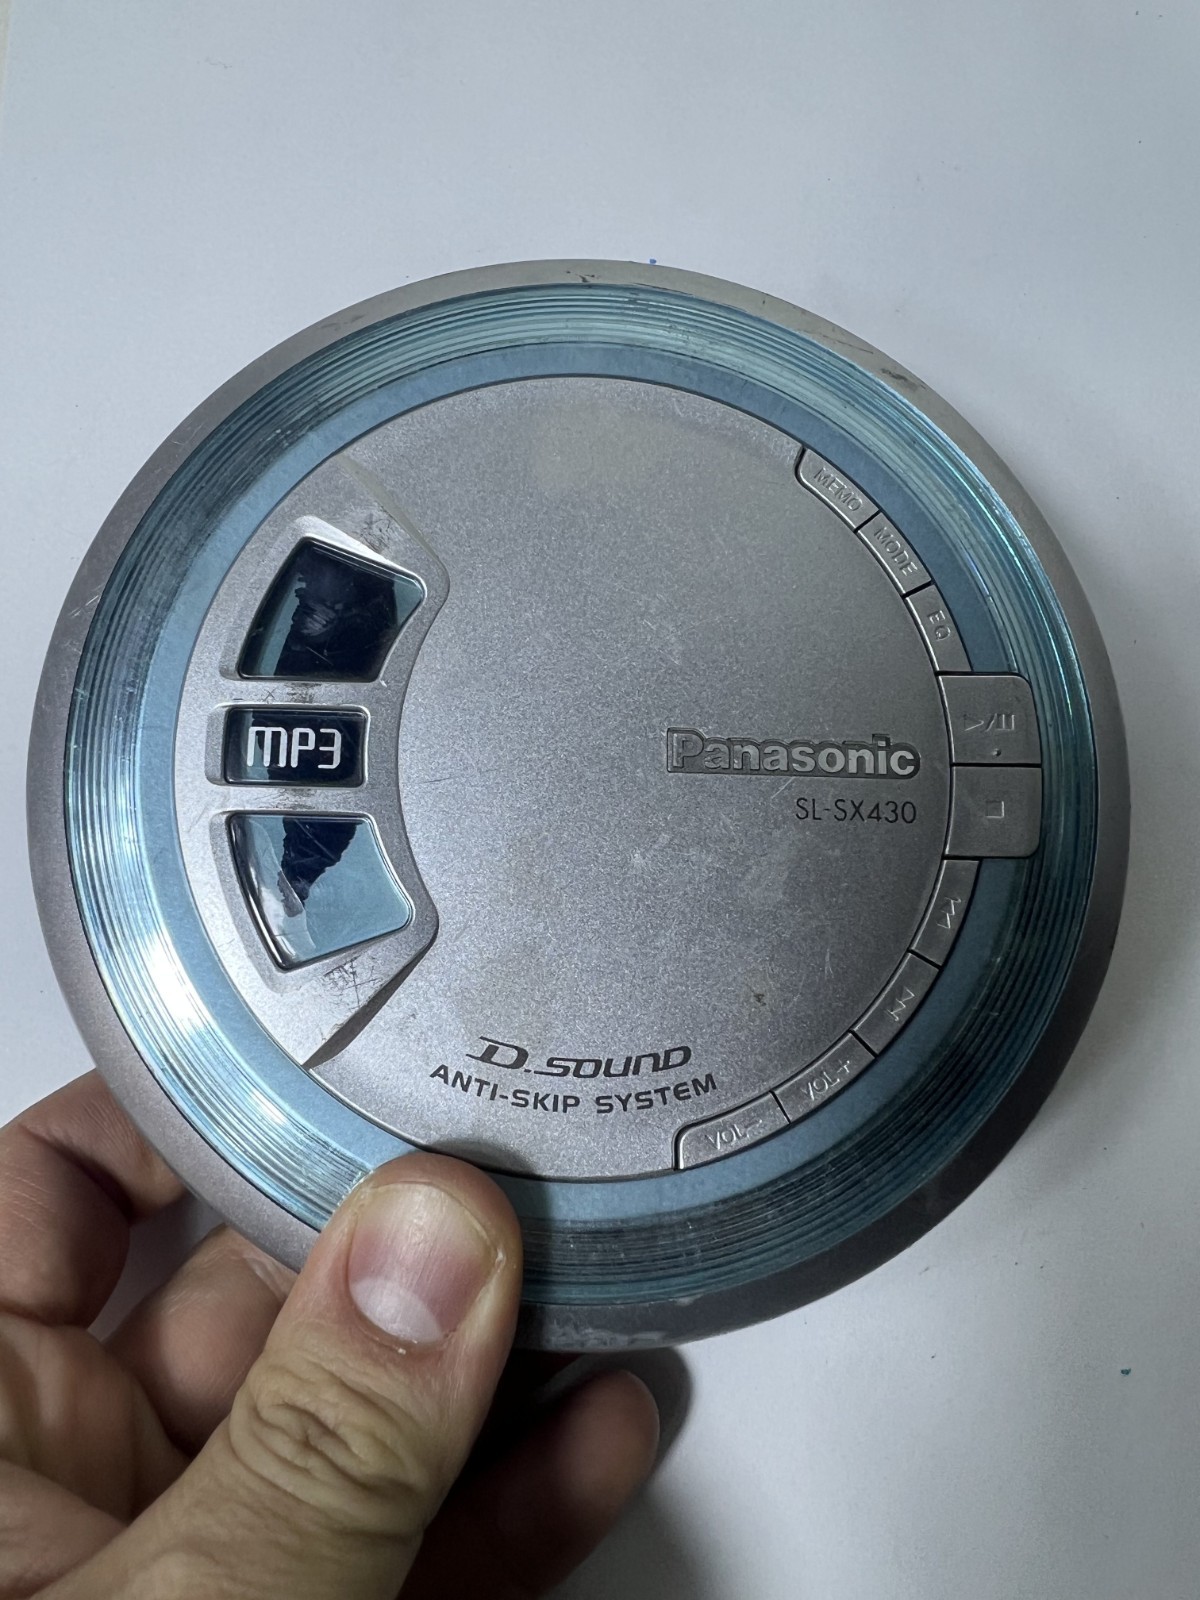 MEMO
MODE
EQ
MP3
Panasonic
SL-SX430
D.SOUND
ANTI-SKIP SYSTEM
VOL+
VOL-